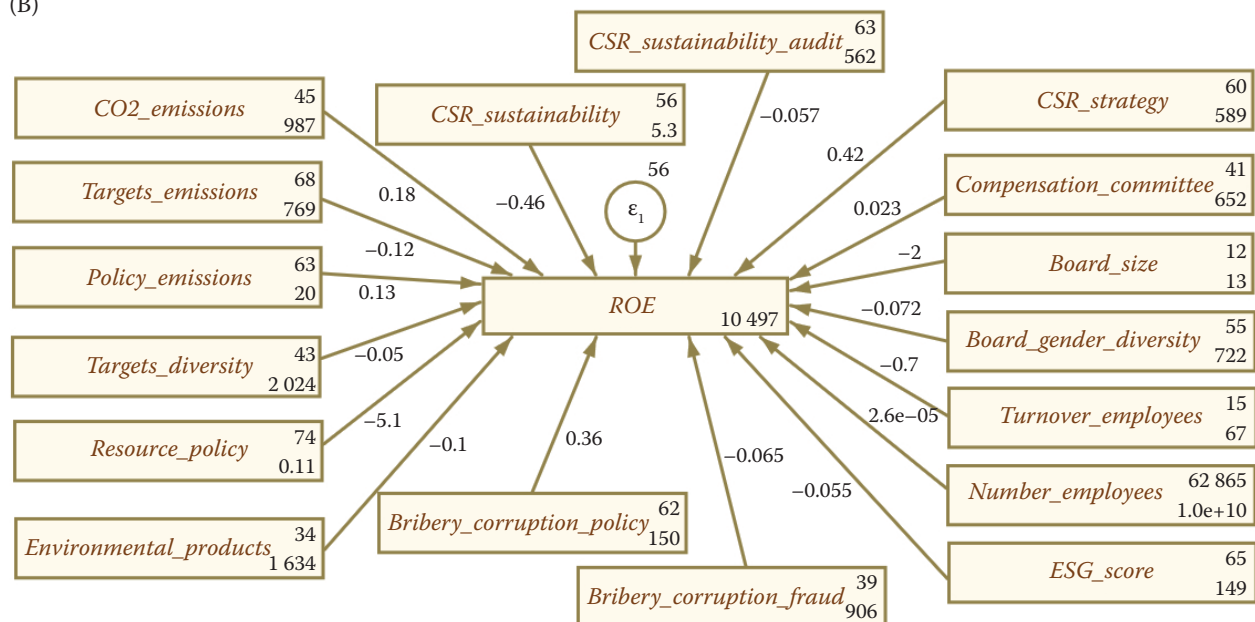 (B)
CSR_sustainability_audit 63
562
CO2_emissions 45
987
CSR_sustainability 56
5.3
CSR_strategy 60
589
–0.057
0.42
Targets_emissions 68
769
0.18
–0.46
56
ε1
Compensation_committee 41
652
0.023
Policy_emissions 63
20
–0.12
0.13
ROE
10 497
Board_size 12
13
–2
Targets_diversity 43
2 024
–0.05
Board_gender_diversity 55
722
–0.072
Resource_policy 74
0.11
–5.1
Turnover_employees 15
67
–0.7
Environmental_products 34
1 634
–0.1
Bribery_corruption_policy 62
150
0.36
Number_employees 62 865
1.0e+10
2.6e–05
Bribery_corruption_fraud 39
906
–0.065
ESG_score 65
149
–0.055